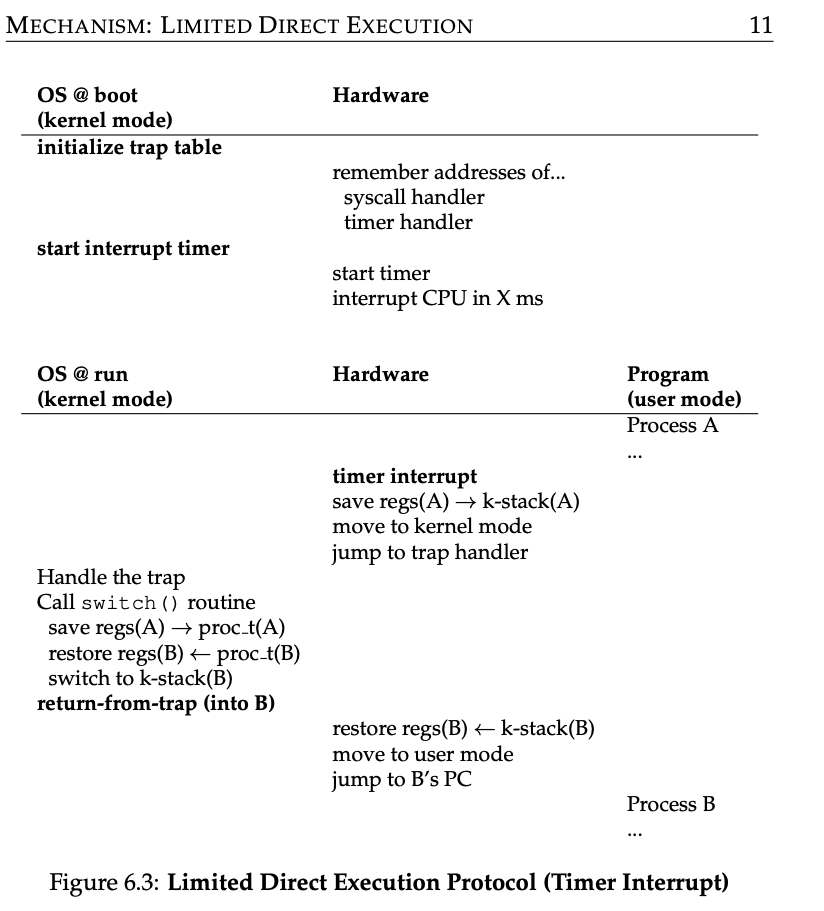 MECHANISM: LIMITED DIRECT EXECUTION 11
OS @ boot Hardware
(kernel mode)
initialize trap table
remember addresses of...
syscall handler
timer handler
start interrupt timer
start timer
interrupt CPU in X ms
OS @ run Hardware Program
(kernel mode) (user mode)
Process A
...
timer interrupt
save regs(A) → k-stack(A)
move to kernel mode
jump to trap handler
Handle the trap
Call switch() routine
save regs(A) → proc_t(A)
restore regs(B) ← proc_t(B)
switch to k-stack(B)
return-from-trap (into B)
restore regs(B) ← k-stack(B)
move to user mode
jump to B's PC
Process B
...
Figure 6.3: Limited Direct Execution Protocol (Timer Interrupt)